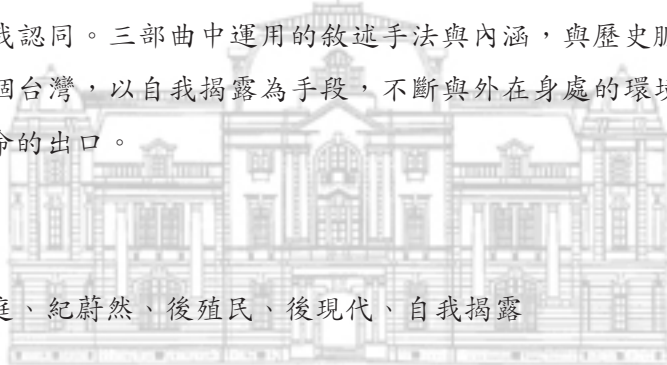 我認同。三部曲中運用的敘述手法與內涵，與歷史
個台灣，以自我揭露為手段，不斷與外在身處的環境
命的出口。
庭、紀蔚然、後殖民、後現代、自我揭露